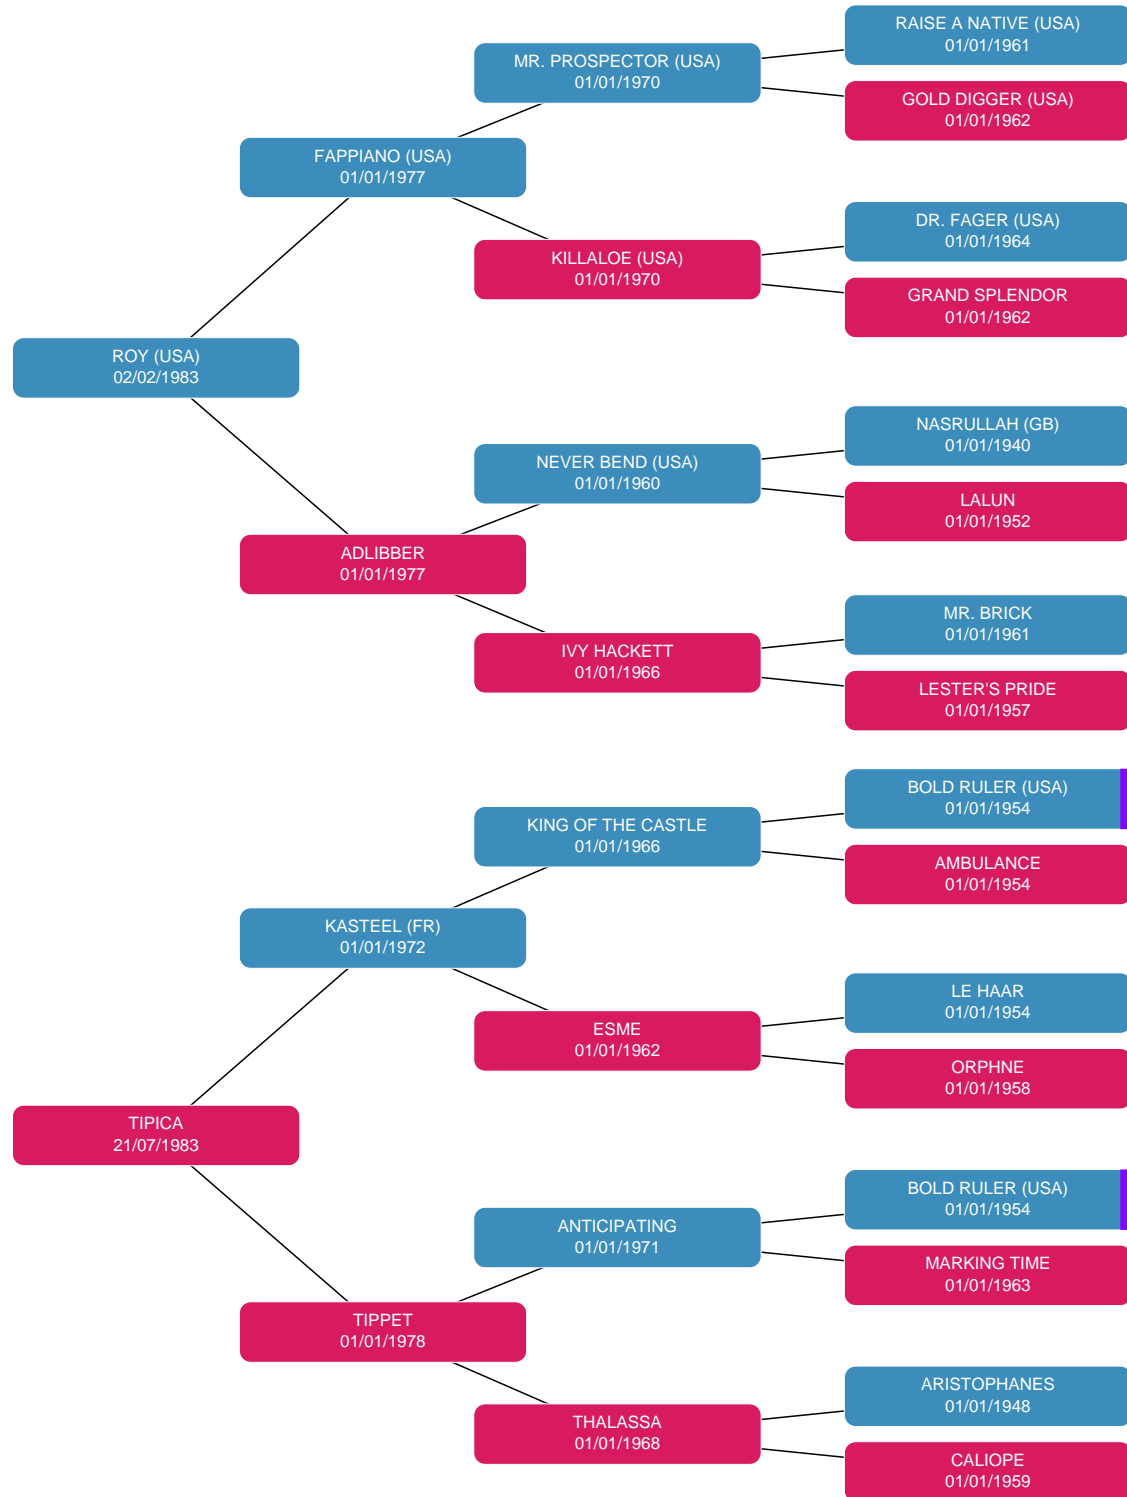 RAISE A NATIVE (USA)
01/01/1961
MR. PROSPECTOR (USA)
01/01/1970
GOLD DIGGER (USA)
01/01/1962
FAPPIANO (USA)
01/01/1977
DR. FAGER (USA)
01/01/1964
KILLALOE (USA)
01/01/1970
GRAND SPLENDOR
01/01/1962
ROY (USA)
02/02/1983
NASRULLAH (GB)
01/01/1940
NEVER BEND (USA)
01/01/1960
LALUN
01/01/1952
ADLIBBER
01/01/1977
MR. BRICK
01/01/1961
IVY HACKETT
01/01/1966
LESTER'S PRIDE
01/01/1957
BOLD RULER (USA)
01/01/1954
KING OF THE CASTLE
01/01/1966
AMBULANCE
01/01/1954
KASTEEL (FR)
01/01/1972
LE HAAR
01/01/1954
ESME
01/01/1962
ORPHNE
01/01/1958
TIPICA
21/07/1983
BOLD RULER (USA)
01/01/1954
ANTICIPATING
01/01/1971
MARKING TIME
01/01/1963
TIPPET
01/01/1978
ARISTOPHANES
01/01/1948
THALASSA
01/01/1968
CALIOPE
01/01/1959